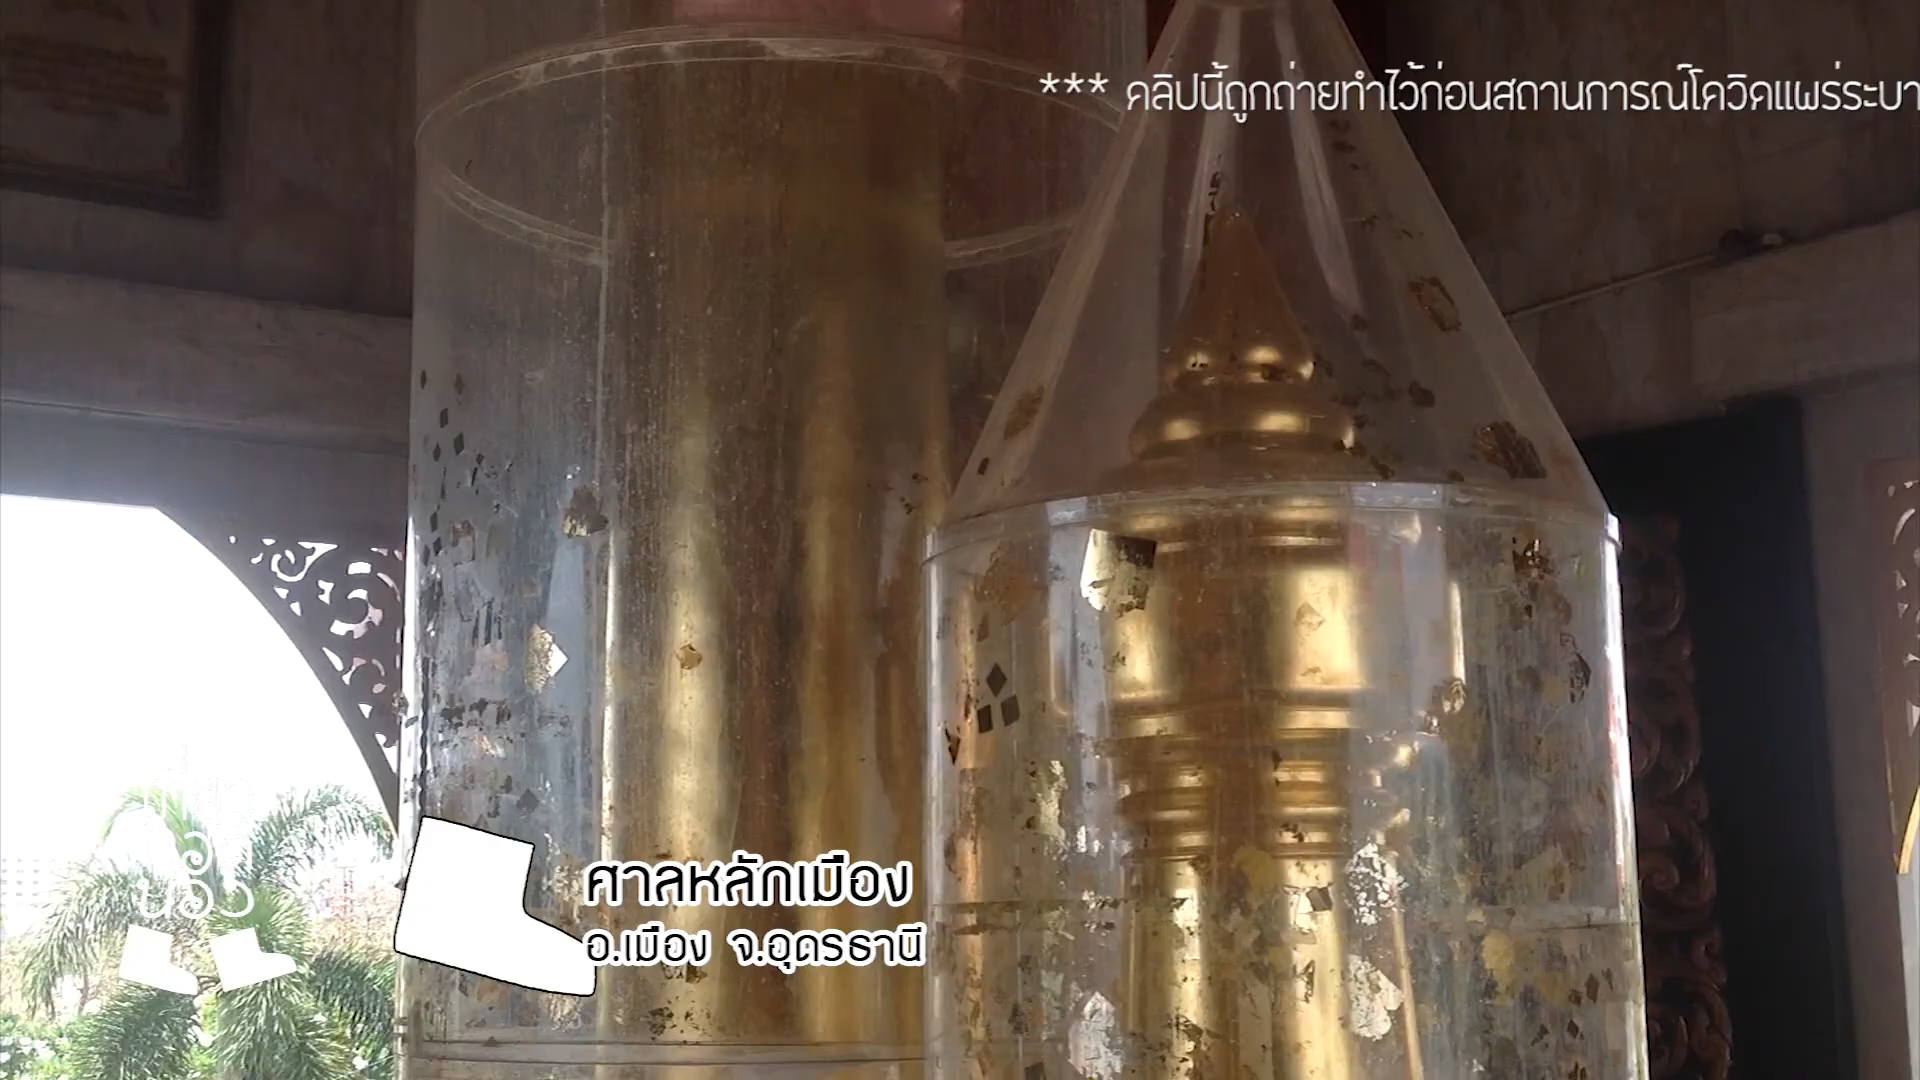 *** คลิปนี้ถูกถ่ายทำไว้ก่อนสถานการณ์โควิดแพร่ระบา
ศาลหลักเมือง
อ.เมือง จ.อุดรธานี